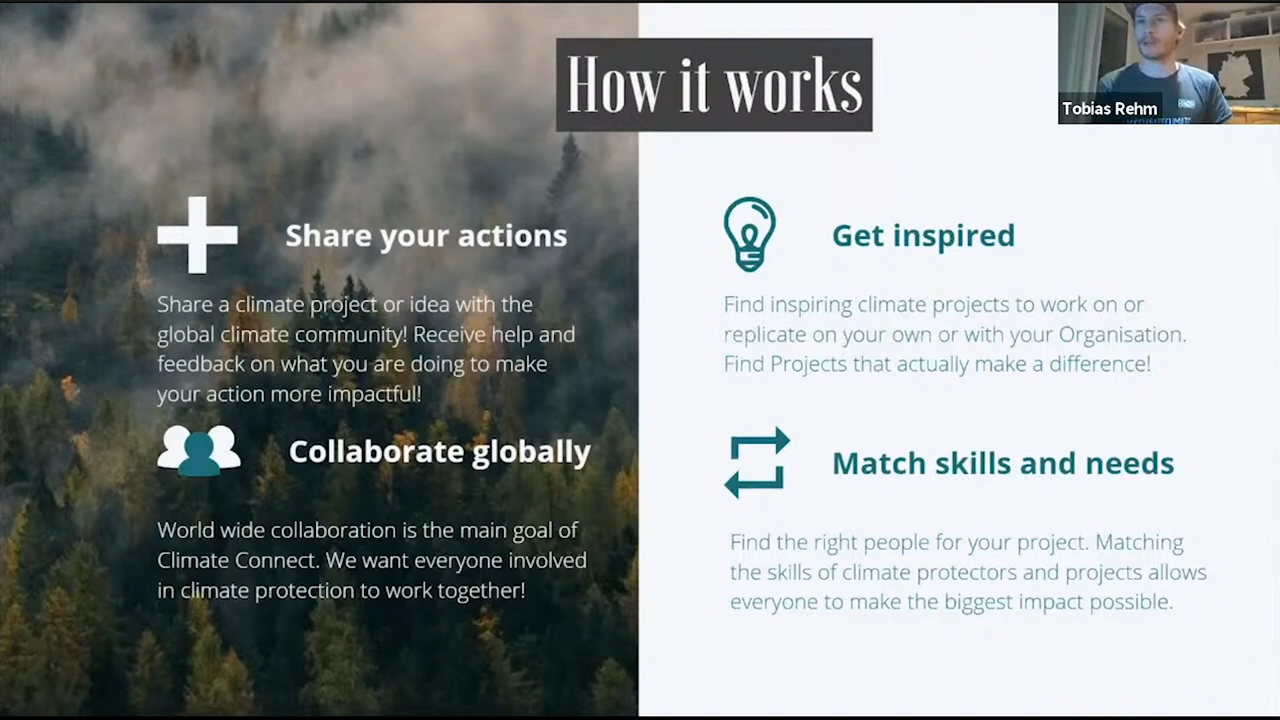 How it works
Tobias Rehm
Share your actions
Share a climate project or idea with the
global climate community! Receive help and
feedback on what you are doing to make
your action more impactful!
Collaborate globally
World wide collaboration is the main goal of
Climate Connect. We want everyone involved
in climate protection to work together!
Get inspired
Find inspiring climate projects to work on or
replicate on your own or with your Organisation.
Find Projects that actually make a difference!
Match skills and needs
Find the right people for your project. Matching
the skills of climate protectors and projects allows
everyone to make the biggest impact possible.